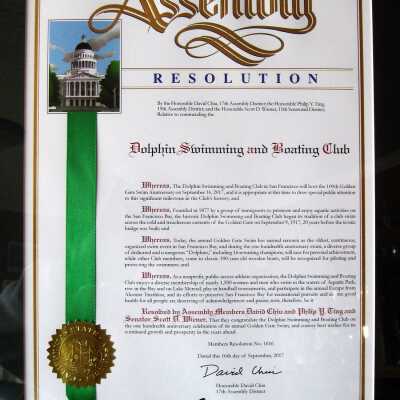 Assembly
RESOLUTION
By the Honorable David Chiu, 17th Assembly District; the Honorable Philip Y. Ting,
19th Assembly District; and the Honorable Scott D. Wiener, 11th Senatorial District;
Relative to commending the
Dolphin Swimming and Boating Club
Whereas, The Dolphin Swimming and Boating Club in San Francisco will host the 100th Golden
Gate Swim Anniversary on September 16, 2017, and it is appropriate at this time to draw special attention
to this significant milestone in the Club's history; and
Whereas, Founded in 1877 by a group of immigrants to promote and enjoy aquatic activities on
the San Francisco Bay, the historic Dolphin Swimming and Boating Club began its tradition of a club swim
across the cold and treacherous currents of the Golden Gate on September 9, 1917, 20 years before the iconic
bridge was built; and
Whereas, Today, the annual Golden Gate Swim has earned renown as the oldest, continuous,
organized swim event in San Francisco Bay, and during the one hundredth anniversary swim, a diverse group
of dedicated and courageous "Dolphins," including swimming champions, will race for personal achievement,
while other Club members, some in classic 100-year-old wooden boats, will be recognized for piloting and
protecting the swimmers; and
Whereas, As a nonprofit, public-access athletic organization, the Dolphin Swimming and Boating
Club enjoys a diverse membership of nearly 1,500 women and men who swim in the waters of Aquatic Park,
row in the Bay and on Lake Merced, play in handball tournaments, and participate in the annual Escape from
Alcatraz Triathlon, and its efforts to preserve San Francisco Bay for recreational pursuits and its good
health for all people are deserving of acknowledgement and praise; now, therefore, be it
Resolved by Assembly Members David Chiu and Philip Y. Ting and
Senator Scott D. Wiener, That they congratulate the Dolphin Swimming and Boating Club on
the one hundredth anniversary celebration of its annual Golden Gate Swim, and convey best wishes for its
continued growth and prosperity in the years ahead.
Members Resolution No.
Dated this 16th day of September, 2017
David Chiu
Honorable David Chiu
17th Assembly District